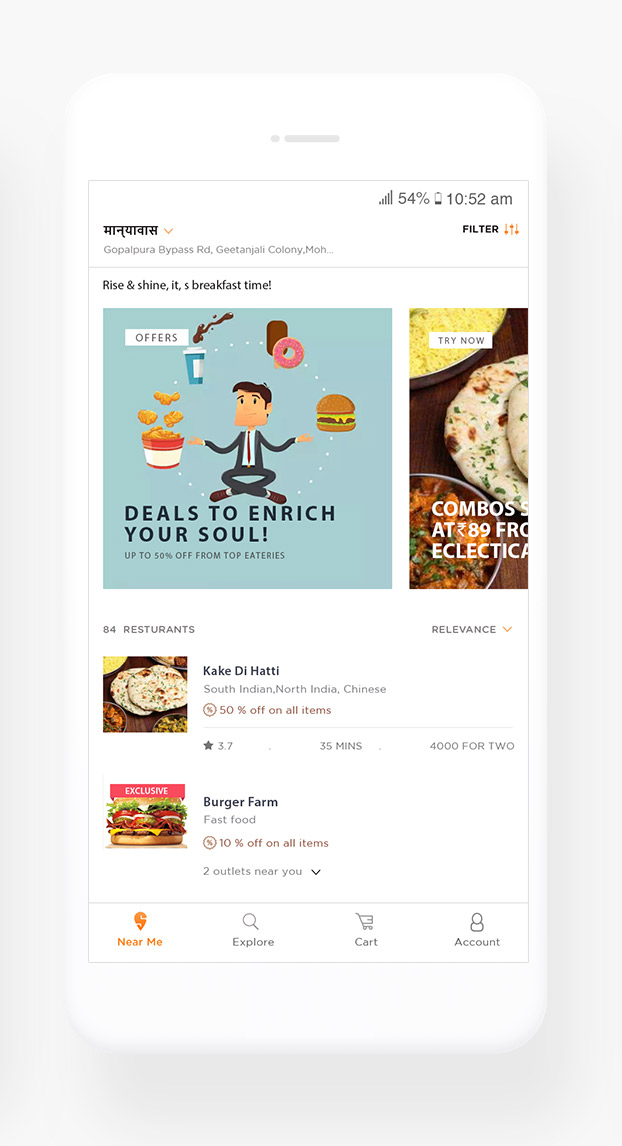 54% 10:52 am
मान्‍यावास
FILTER
Gopalpura Bypass Rd, Geetanjali Colony,Moh...
Rise & shine, it, s breakfast time!
OFFERS
DEALS TO ENRICH
YOUR SOUL!
UP TO 50% OFF FROM TOP EATERIES
TRY NOW
COMBOS S
AT ₹89 FRO
ECLECTICA
84 RESTURANTS
RELEVANCE
Kake Di Hatti
South Indian,North India, Chinese
% 50 % off on all items
3.7 . 35 MINS . 4000 FOR TWO
EXCLUSIVE
Burger Farm
Fast food
% 10 % off on all items
2 outlets near you
Near Me
Explore
Cart
Account